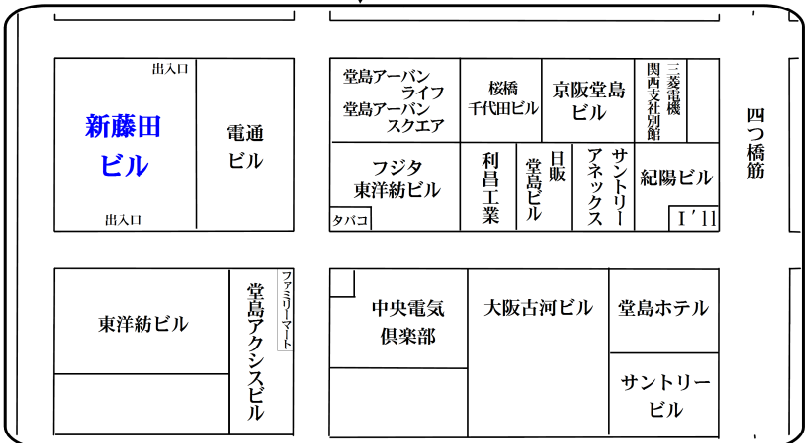 出入口
新藤田
ビル
出入口
電通
ビル
堂島アーバン
ライフ
堂島アーバン
スクエア
桜橋
千代田ビル
京阪堂島
ビル
三菱電機
関西支社別館
フジタ
東洋紡ビル
タバコ
利昌工業
日販
堂島ビル
サントリー
アネックス
紀陽ビル
I'll
四つ橋筋
東洋紡ビル
ファミリーマート
堂島アクシスビル
中央電気
倶楽部
大阪古河ビル
堂島ホテル
サントリー
ビル